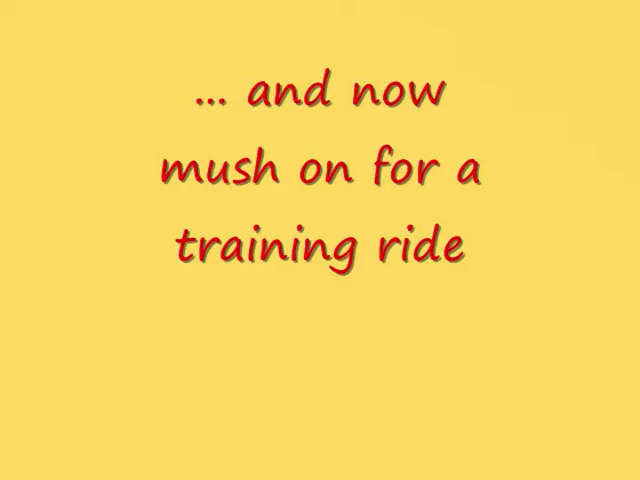 ... and now
mush on for a
training ride